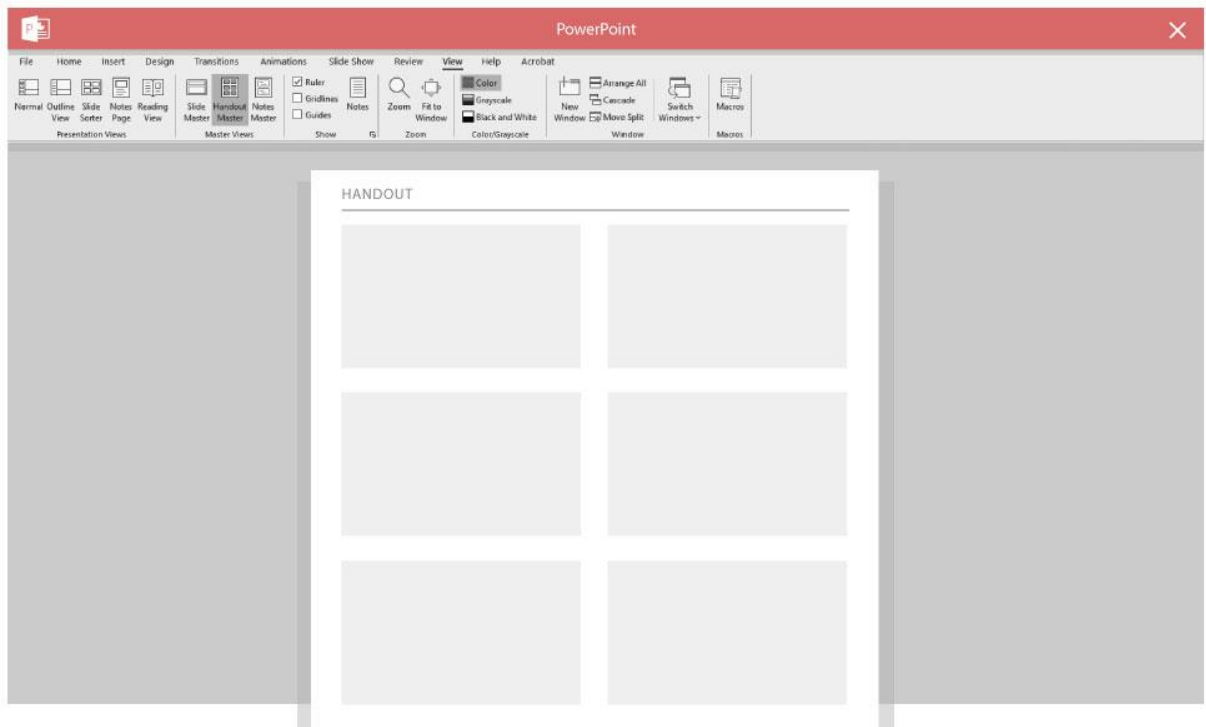 P
PowerPoint
File Home Insert Design Transitions Animations Slide Show Review View Help Acrobat
Normal Outline View Slide Sorter Notes Page Reading View
Presentation Views
Slide Master Handout Master Notes Master
Master Views
Ruler
Gridlines
Guides
Notes
Show
Zoom Fit to Window
Zoom
Color
Grayscale
Black and White
Color/Grayscale
New Window
Arrange All
Cascade
Move Split
Switch Windows
Window
Macros
Macros
HANDOUT